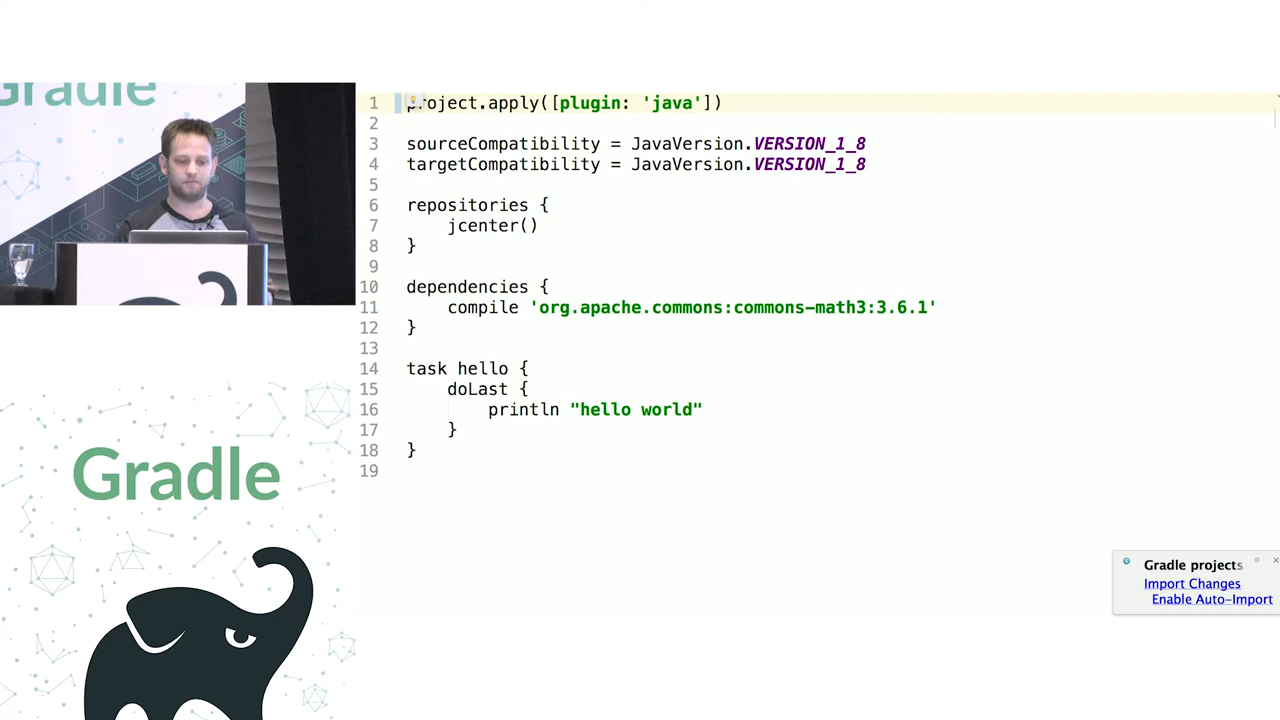 Gradle
1 project.apply([plugin: 'java'])
2
3 sourceCompatibility = JavaVersion.VERSION_1_8
4 targetCompatibility = JavaVersion.VERSION_1_8
5
6 repositories {
7 jcenter()
8 }
9
10 dependencies {
11 compile 'org.apache.commons:commons-math3:3.6.1'
12 }
13
14 task hello {
15 doLast {
16 println "hello world"
17 }
18 }
19
Gradle
Gradle projects
Import Changes
Enable Auto-Import